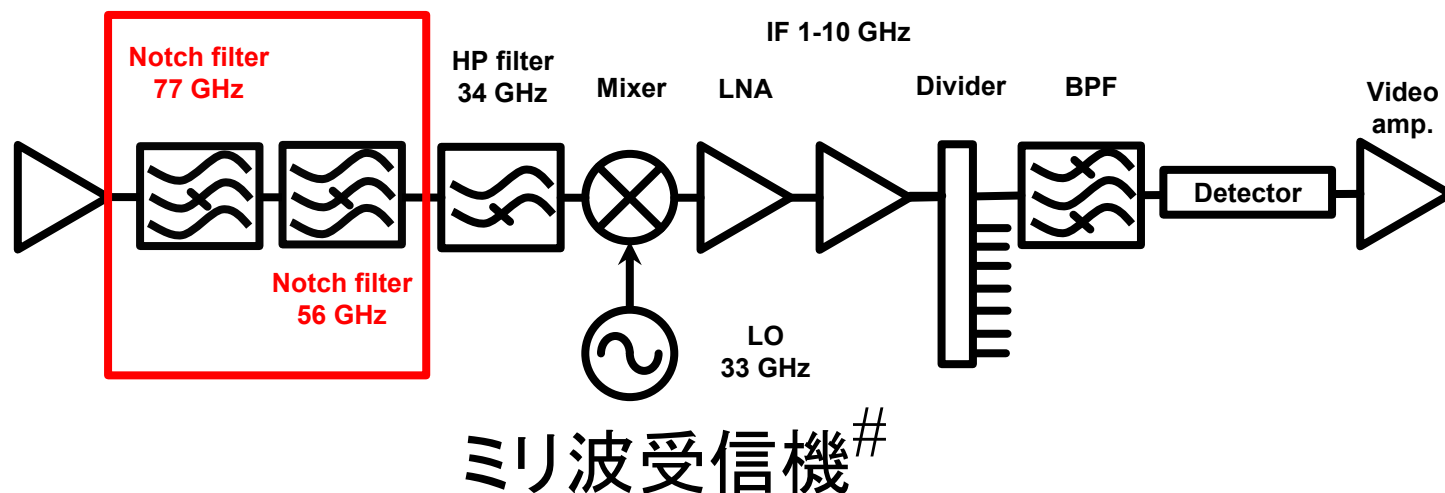 Notch filter
77 GHz
Notch filter
56 GHz
HP filter
34 GHz
Mixer
LO
33 GHz
IF 1-10 GHz
LNA
Divider
BPF
Detector
Video
amp.
ミリ波受信機#